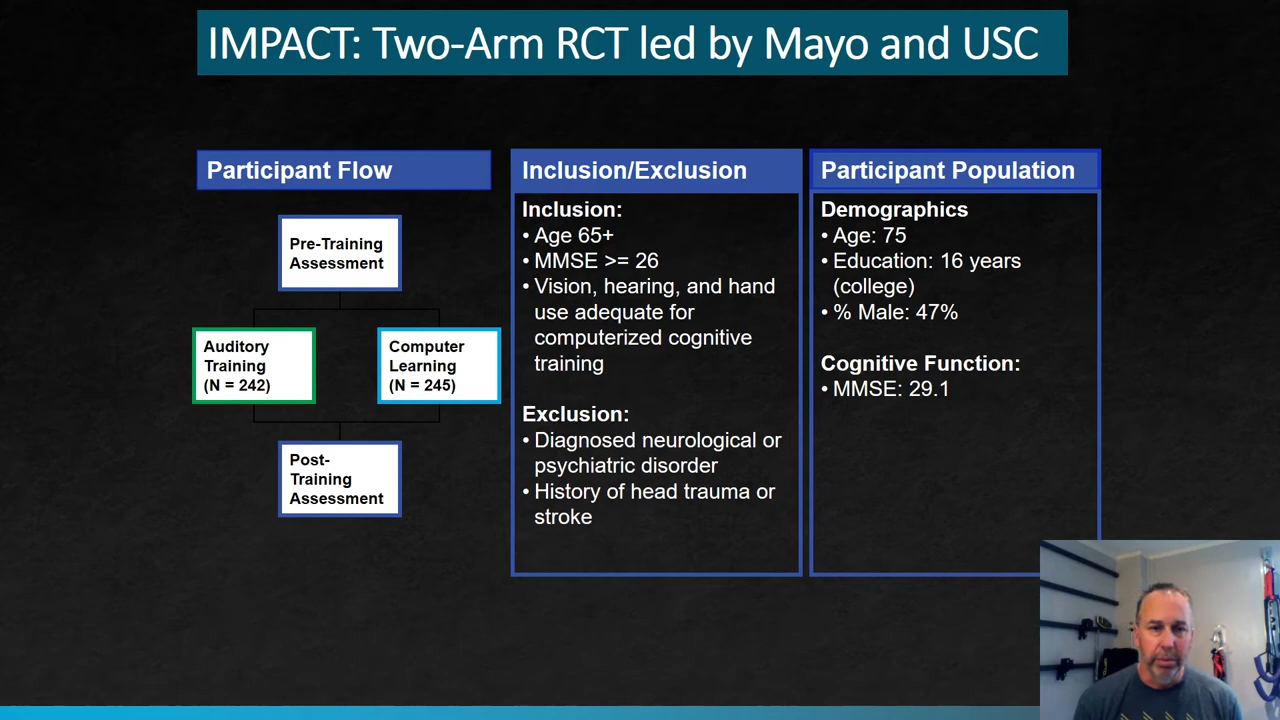 IMPACT: Two-Arm RCT led by Mayo and USC
Participant Flow
Pre-Training
Assessment
Auditory
Training
(N = 242)
Computer
Learning
(N = 245)
Post-
Training
Assessment
Inclusion/Exclusion
Inclusion:
• Age 65+
• MMSE >= 26
• Vision, hearing, and hand
use adequate for
computerized cognitive
training
Exclusion:
• Diagnosed neurological or
psychiatric disorder
• History of head trauma or
stroke
Participant Population
Demographics
• Age: 75
• Education: 16 years
(college)
• % Male: 47%
Cognitive Function:
• MMSE: 29.1